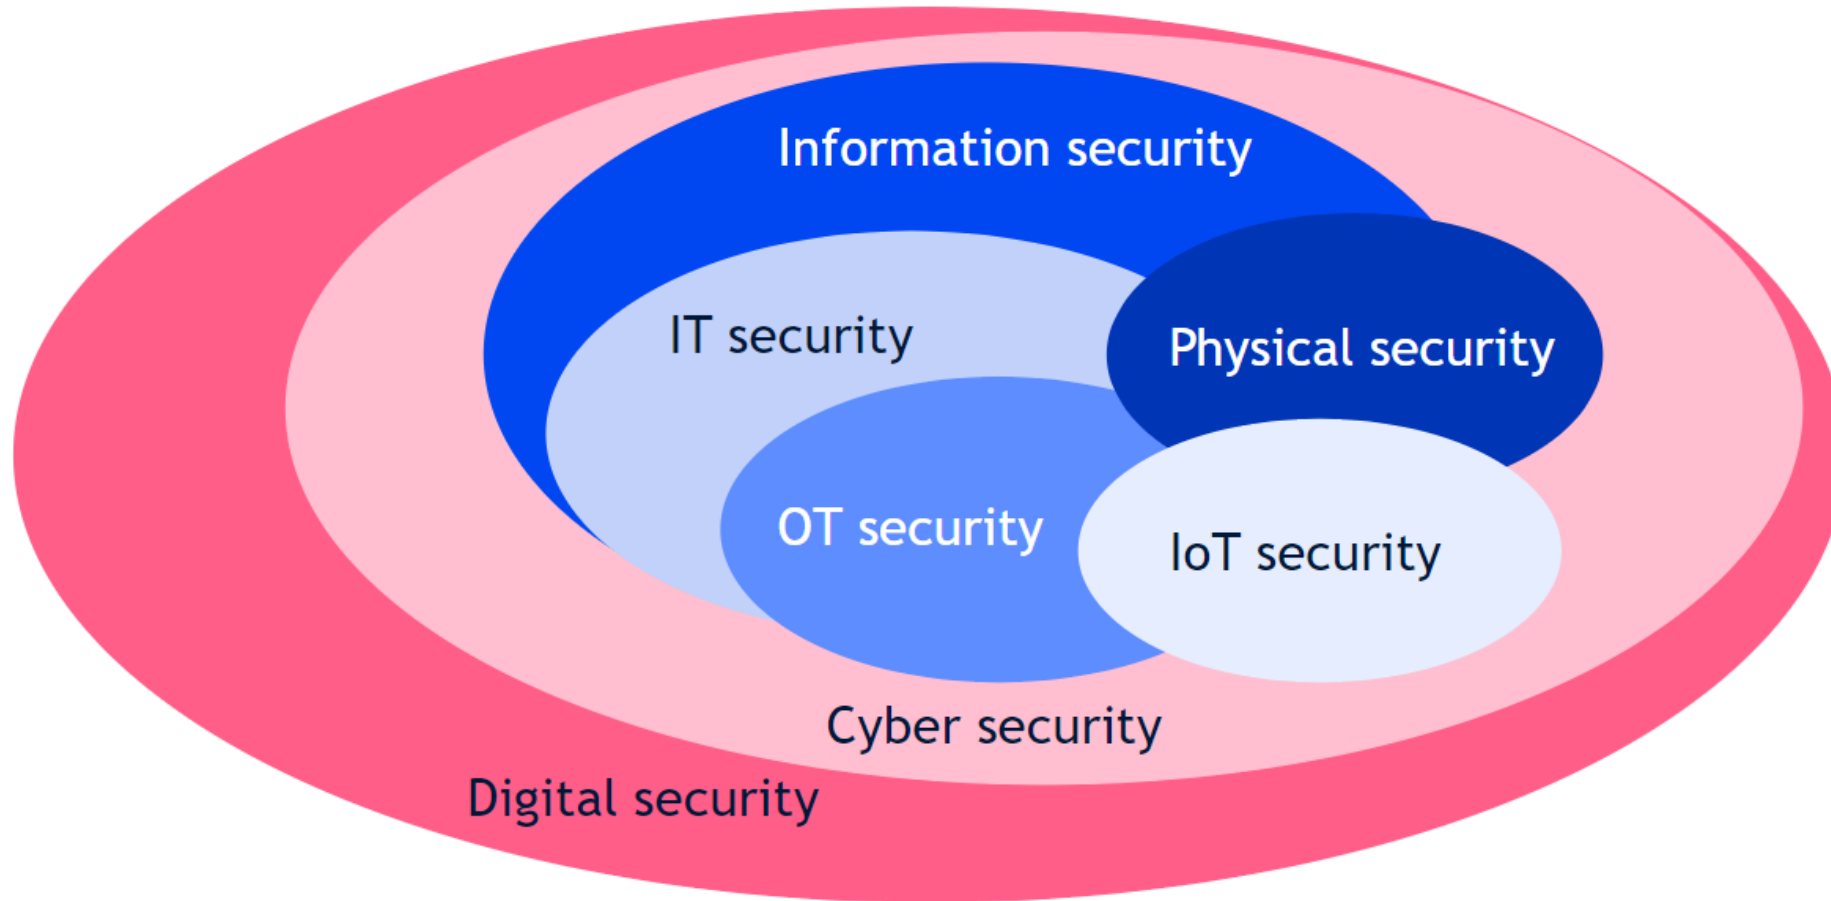 Information security
IT security
Physical security
OT security
IoT security
Cyber security
Digital security